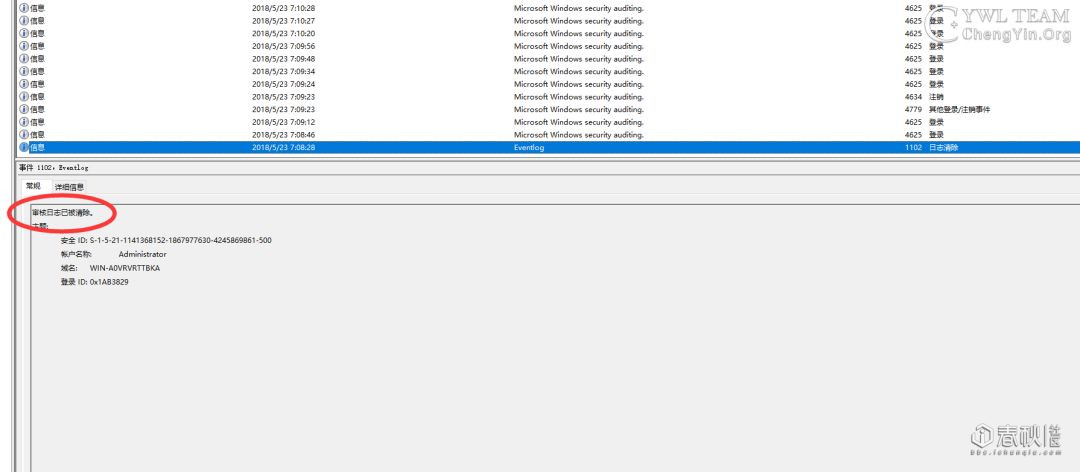 信息 2018/5/23 7:10:28 Microsoft Windows security auditing. 4625 登录
信息 2018/5/23 7:10:27 Microsoft Windows security auditing. 4625 登录
信息 2018/5/23 7:10:20 Microsoft Windows security auditing. 4625 登录
信息 2018/5/23 7:09:56 Microsoft Windows security auditing. 4625 登录
信息 2018/5/23 7:09:48 Microsoft Windows security auditing. 4625 登录
信息 2018/5/23 7:09:34 Microsoft Windows security auditing. 4625 登录
信息 2018/5/23 7:09:24 Microsoft Windows security auditing. 4625 登录
信息 2018/5/23 7:09:23 Microsoft Windows security auditing. 4634 注销
信息 2018/5/23 7:09:23 Microsoft Windows security auditing. 4779 其他登录/注销事件
信息 2018/5/23 7:09:12 Microsoft Windows security auditing. 4625 登录
信息 2018/5/23 7:08:46 Microsoft Windows security auditing. 4625 登录
信息 2018/5/23 7:08:28 Eventlog 1102 日志清除
YWL TEAM
ChengYin.Org
事件 1102，Eventlog
常规 详细信息
审核日志已被清除。
主题:
安全 ID: S-1-5-21-1141368152-1867977630-4245869861-500
帐户名称: Administrator
域名: WIN-A0VRVRTTBKA
登录 ID: 0x1AB3829
春秋社区
bbs.ichunqiu.com